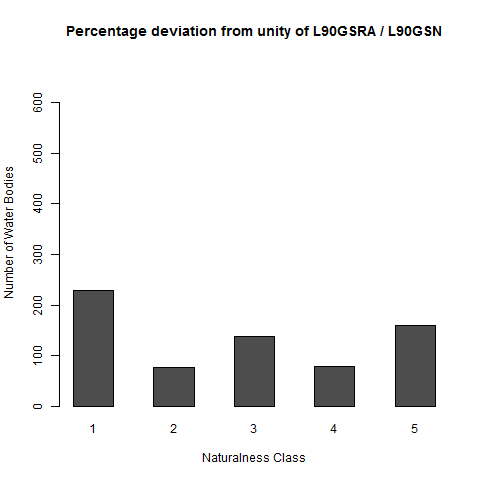 Percentage deviation from unity of L90GSRA / L90GSN
Number of Water Bodies
600
500
400
300
200
100
0
1 2 3 4 5
Naturalness Class